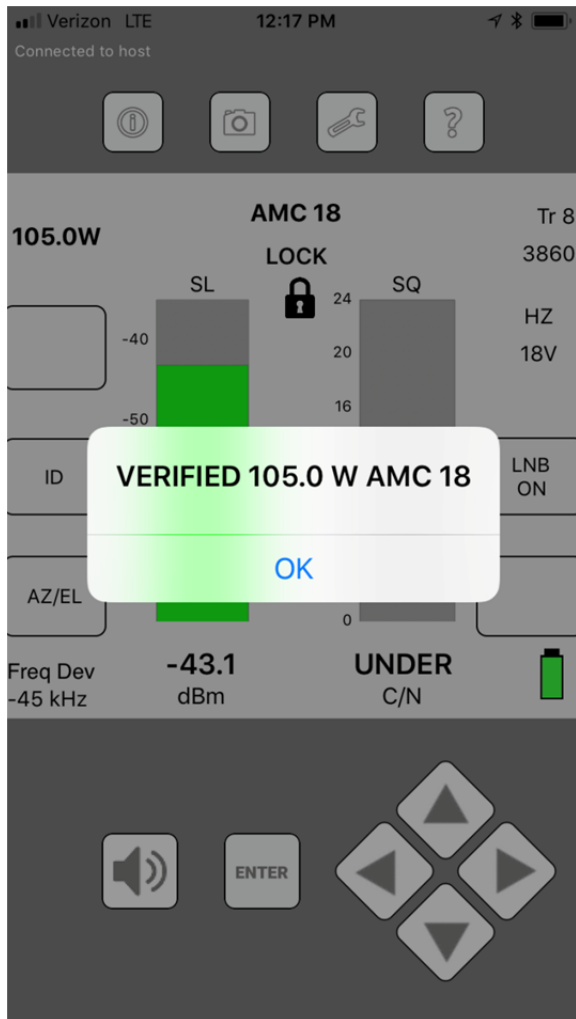 Verizon LTE 12:17 PM
Connected to host
AMC 18
105.0W
Tr 8
3860
LOCK
SL
SQ
HZ
18V
-40
-50
24
20
16
0
ID
LNB
ON
VERIFIED 105.0 W AMC 18
OK
AZ/EL
Freq Dev
-45 kHz
-43.1
dBm
UNDER
C/N
ENTER